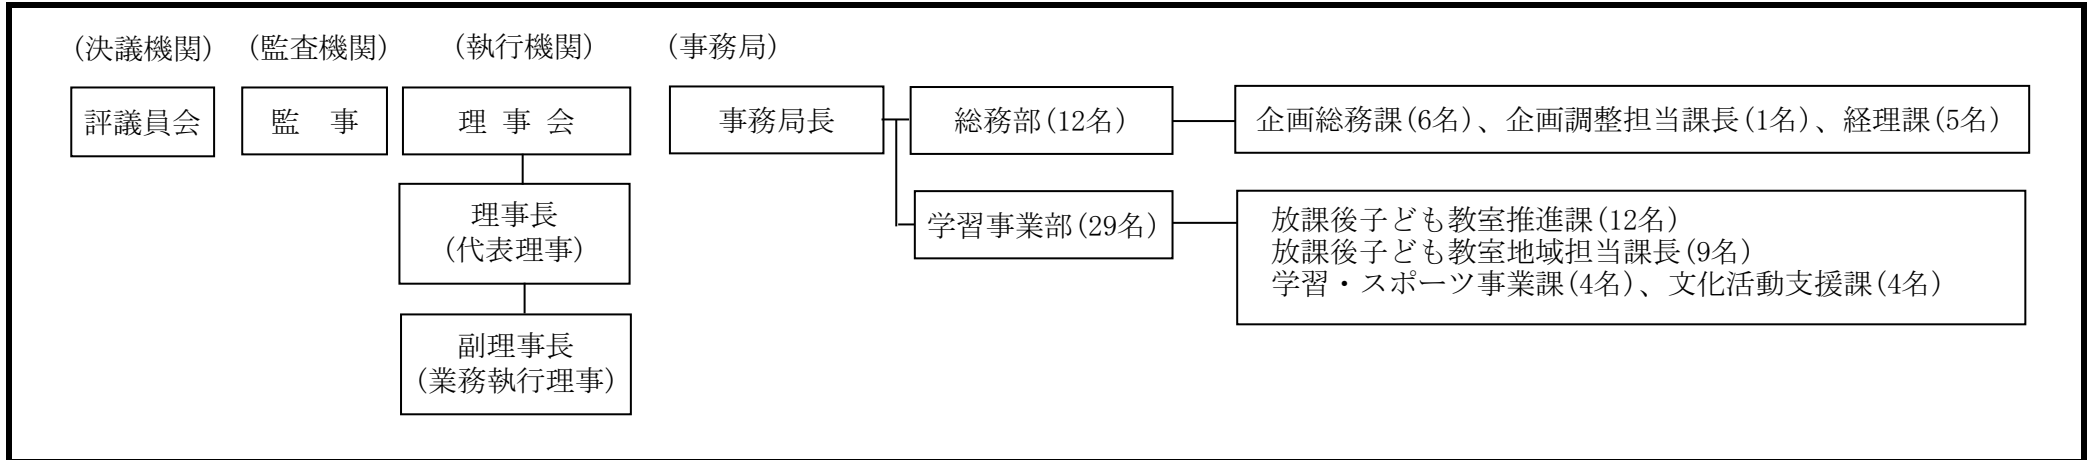 (決議機関) (監査機関) (執行機関) (事務局)
評議員会 監 事 理 事 会 事務局長 総務部(12名) 企画総務課(6名)、企画調整担当課長(1名)、経理課(5名)
理事長
(代表理事)
副理事長
(業務執行理事)
学習事業部(29名)
放課後子ども教室推進課(12名)
放課後子ども教室地域担当課長(9名)
学習・スポーツ事業課(4名)、文化活動支援課(4名)